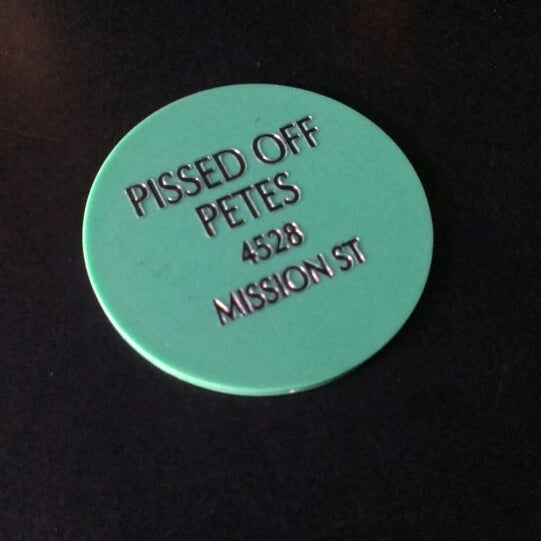 PISSED OFF
PETES
4528
MISSION ST